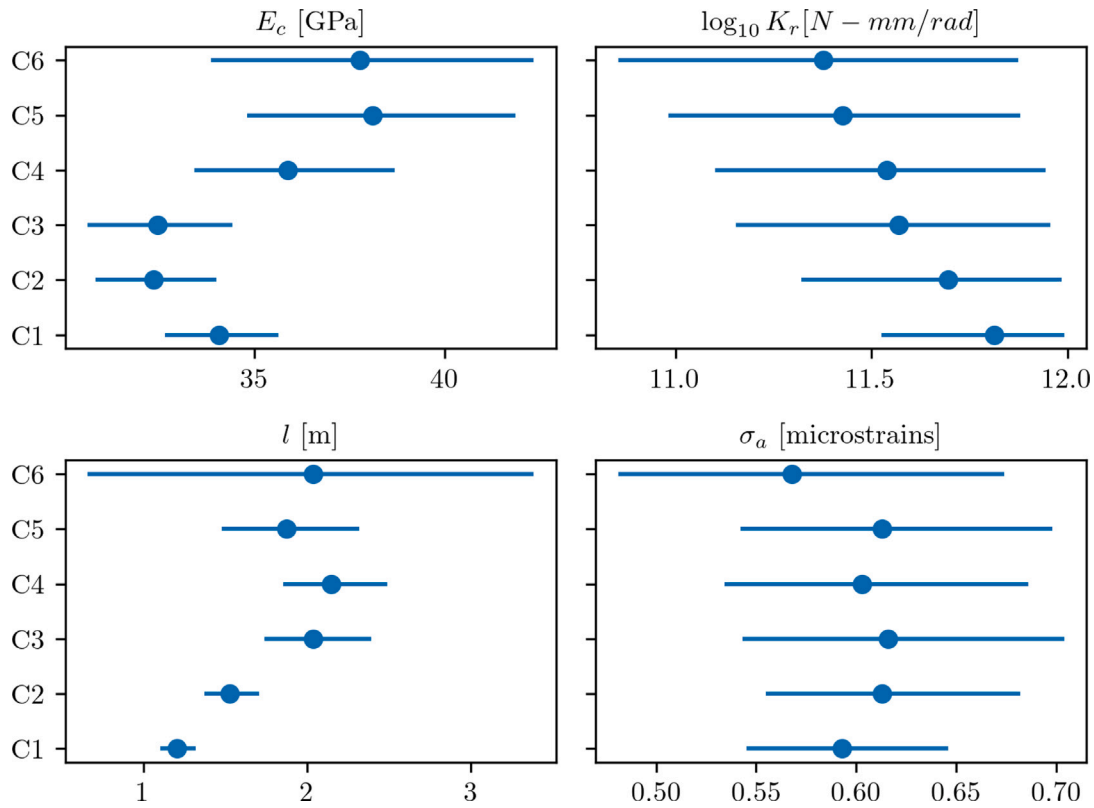 E_c [GPa]
log₁₀ K_r[N − mm/rad]
C6
C5
C4
C3
C2
C1
35 40
11.0 11.5 12.0
l [m]
σ_a [microstrains]
C6
C5
C4
C3
C2
C1
1 2 3
0.50 0.55 0.60 0.65 0.70